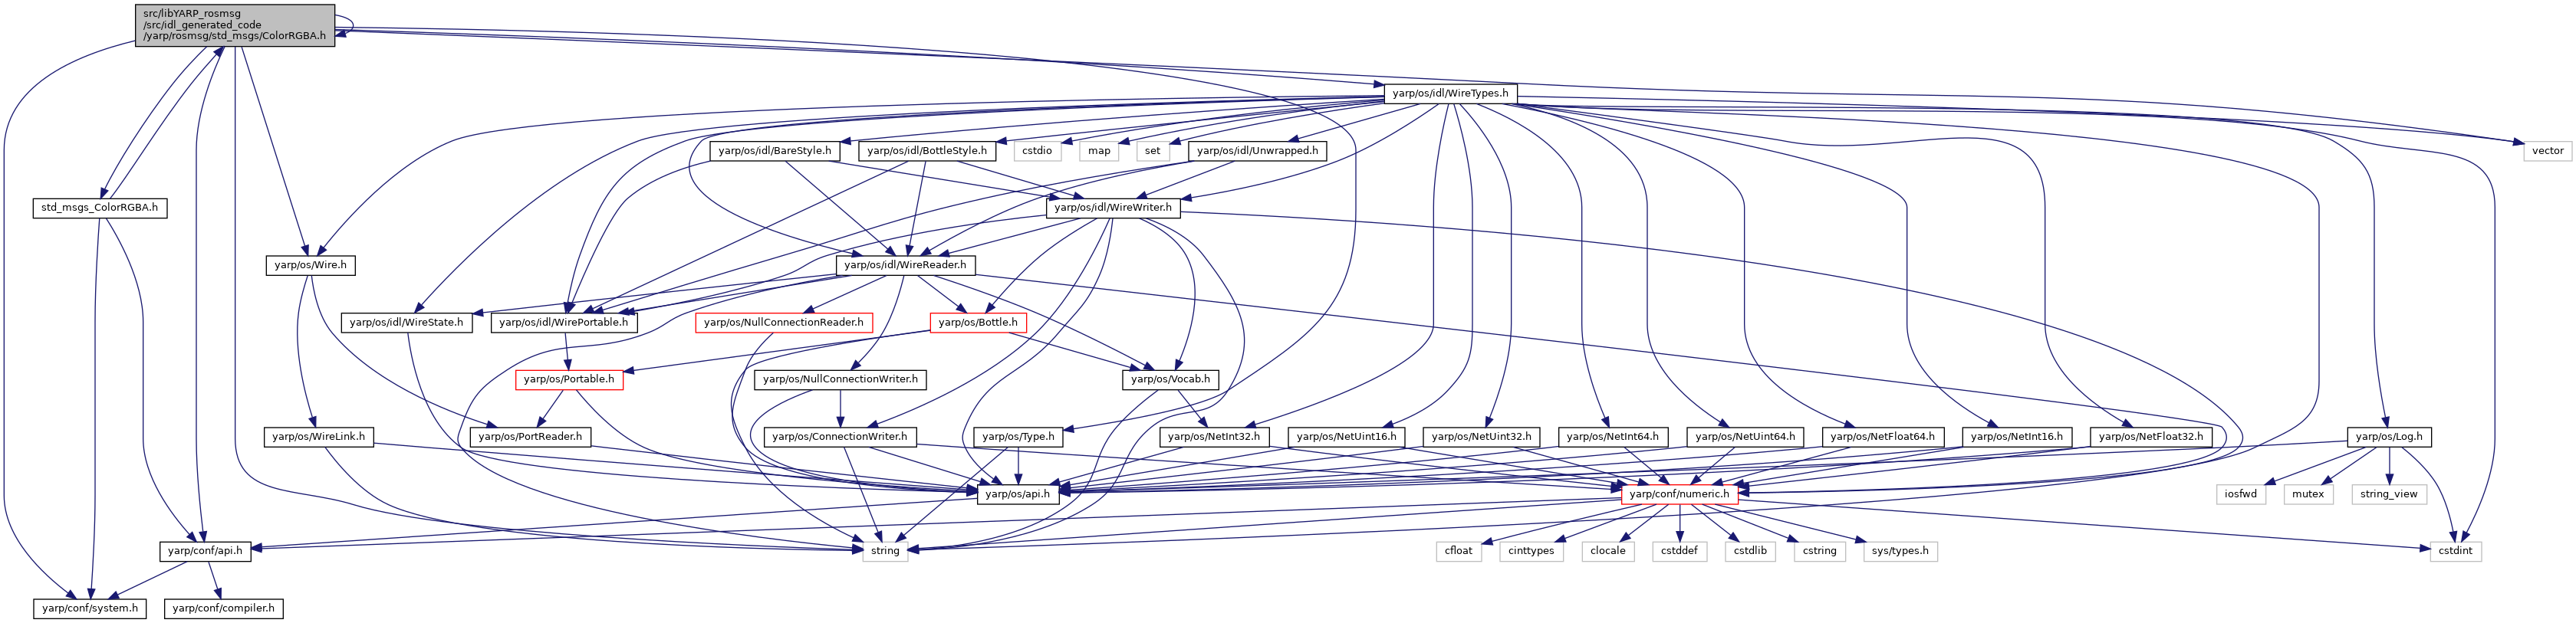 src/libYARP_rosmsg
/src/idl_generated_code
/yarp/rosmsg/std_msgs/ColorRGBA.h
yarp/os/idl/WireTypes.h
yarp/os/idl/BareStyle.h
yarp/os/idl/BottleStyle.h
cstdio
map
set
yarp/os/idl/Unwrapped.h
vector
std_msgs_ColorRGBA.h
yarp/os/idl/WireWriter.h
yarp/os/Wire.h
yarp/os/idl/WireReader.h
yarp/os/idl/WireState.h
yarp/os/idl/WirePortable.h
yarp/os/NullConnectionReader.h
yarp/os/Bottle.h
yarp/os/Portable.h
yarp/os/NullConnectionWriter.h
yarp/os/Vocab.h
yarp/os/WireLink.h
yarp/os/PortReader.h
yarp/os/ConnectionWriter.h
yarp/os/Type.h
yarp/os/NetInt32.h
yarp/os/NetUint16.h
yarp/os/NetUint32.h
yarp/os/NetInt64.h
yarp/os/NetUint64.h
yarp/os/NetFloat64.h
yarp/os/NetInt16.h
yarp/os/NetFloat32.h
yarp/os/Log.h
yarp/os/api.h
yarp/conf/numeric.h
iosfwd
mutex
string_view
yarp/conf/api.h
string
cfloat
cinttypes
clocale
cstddef
cstdlib
cstring
sys/types.h
cstdint
yarp/conf/system.h
yarp/conf/compiler.h